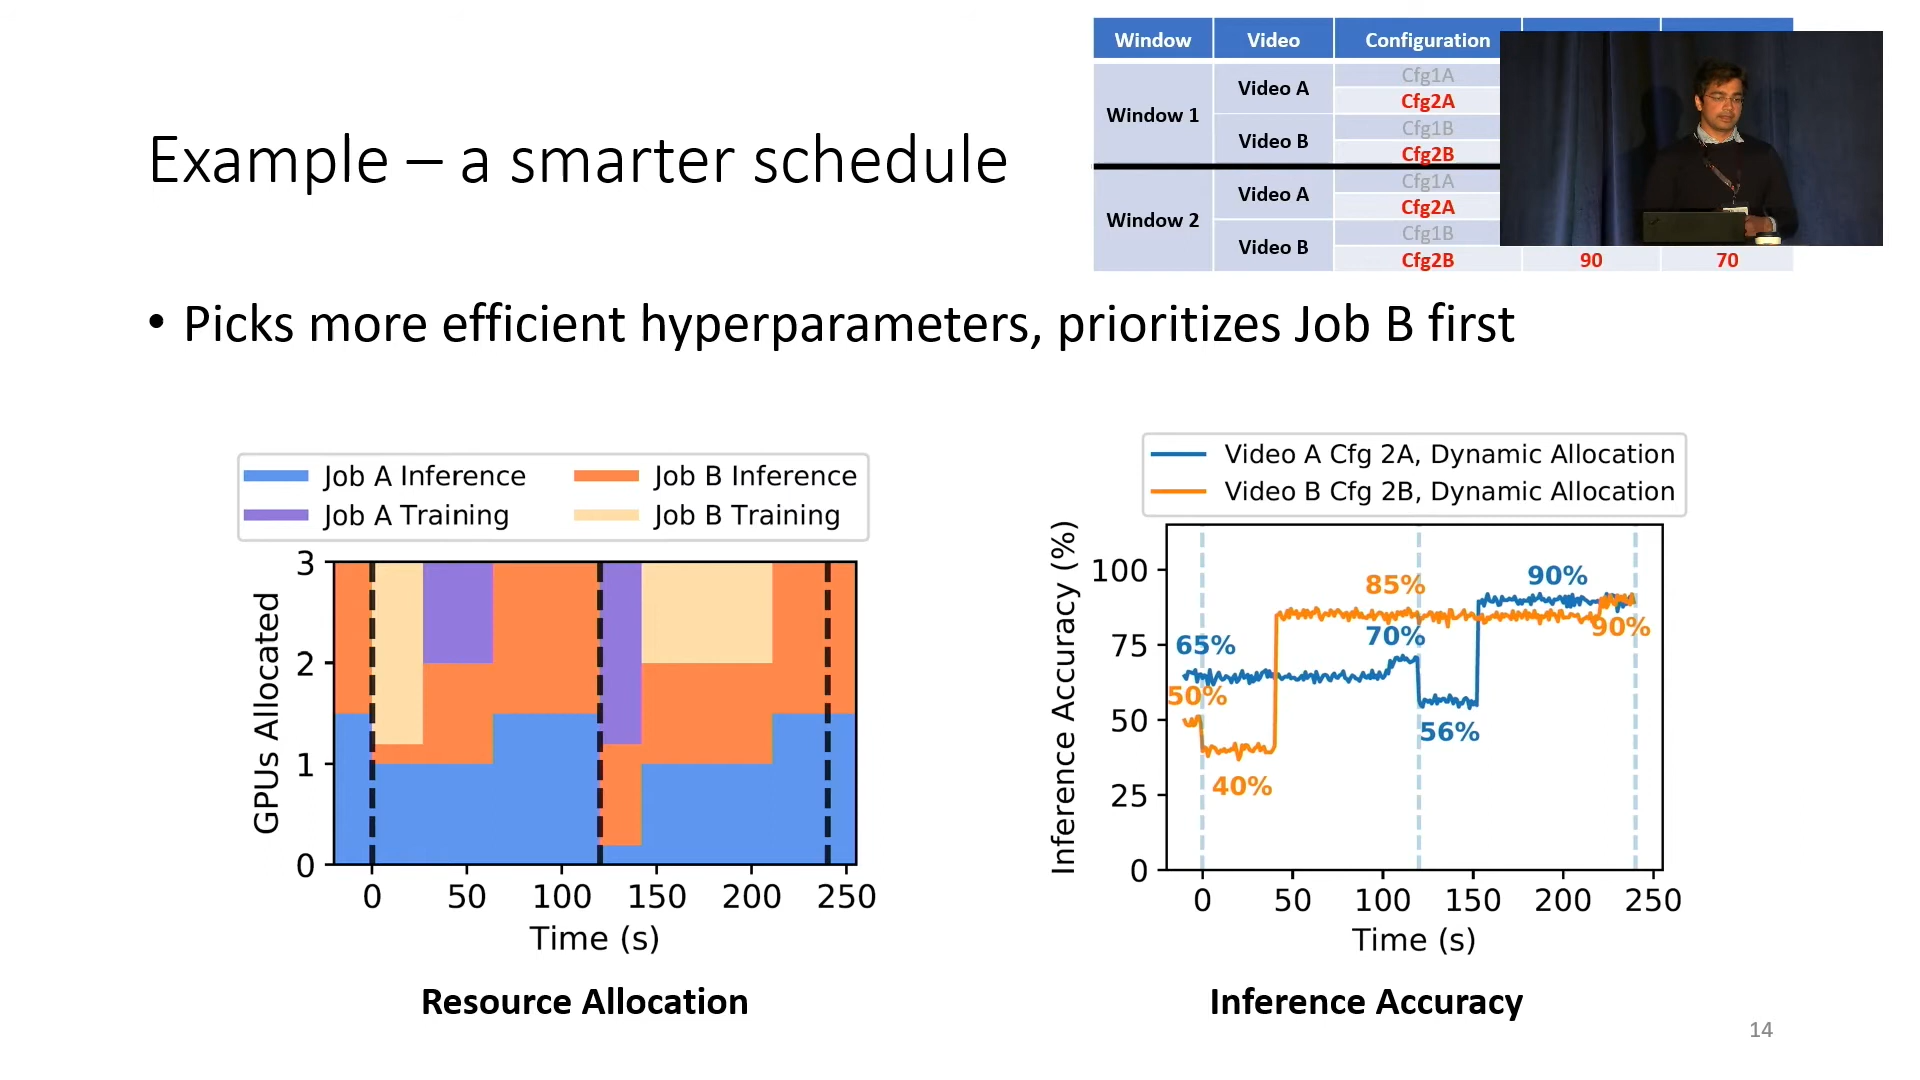 Window Video Configuration
Window 1
Video A
Cfg1A
Cfg2A
Video B
Cfg1B
Cfg2B
Window 2
Video A
Cfg1A
Cfg2A
Video B
Cfg1B
Cfg2B 90 70
Example – a smarter schedule
• Picks more efficient hyperparameters, prioritizes Job B first
Job A Inference Job B Inference
Job A Training Job B Training
GPUs Allocated
3
2
1
0
0 50 100 150 200 250
Time (s)
Resource Allocation
Video A Cfg 2A, Dynamic Allocation
Video B Cfg 2B, Dynamic Allocation
Inference Accuracy (%)
100
75
50
25
0
65%
50%
40%
85%
70%
56%
90%
90%
0 50 100 150 200 250
Time (s)
Inference Accuracy
14